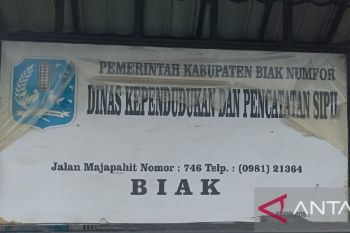 PEMERINTAH KABUPATEN BIAK NUMFOR
DINAS KEPENDUDUKAN DAN PENCATATAN SIPIL
Jalan Majapahit Nomor : 746 Telp. : (0981) 21364
BIAK
ANTA